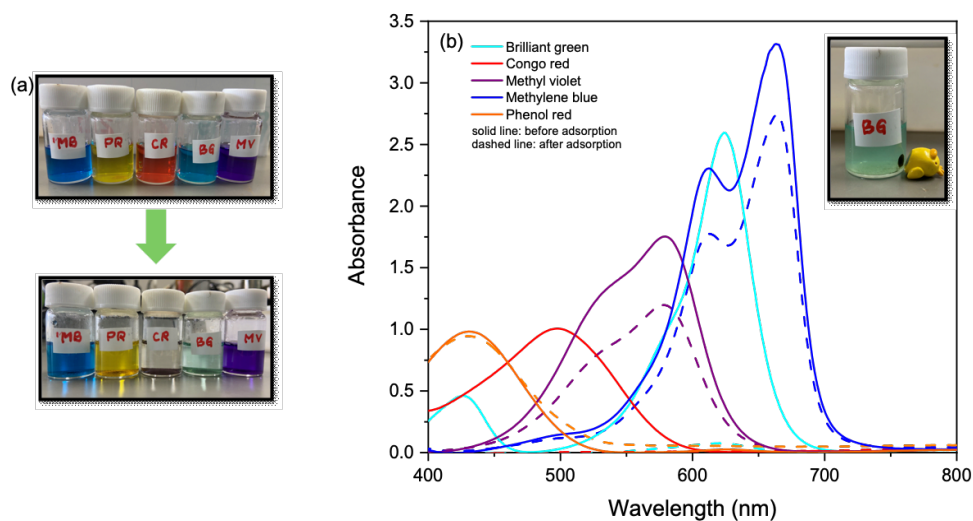 (a)
'MB PR CR BG MV
'MB PR CR BG MV
(b)
Brilliant green
Congo red
Methyl violet
Methylene blue
Phenol red
solid line: before adsorption
dashed line: after adsorption
BG
Absorbance
3.5
3.0
2.5
2.0
1.5
1.0
0.5
0.0
400 500 600 700 800
Wavelength (nm)